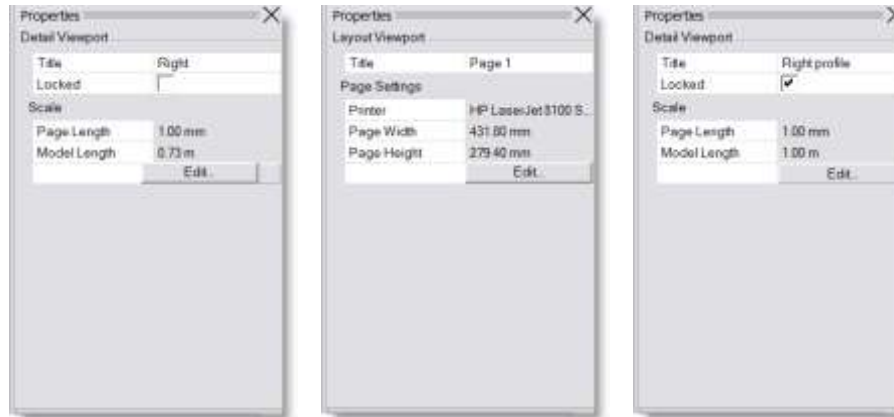 Properties
Detail Viewport
Title Right
Locked
Scale
Page Length 1.00 mm
Model Length 0.73 m
Edit..
Properties
Layout Viewport
Title Page 1
Page Settings
Printer HP LaserJet 8100 S...
Page Width 431.80 mm
Page Height 279.40 mm
Edit..
Properties
Detail Viewport
Title Right profile
Locked
Scale
Page Length 1.00 mm
Model Length 1.00 m
Edit..